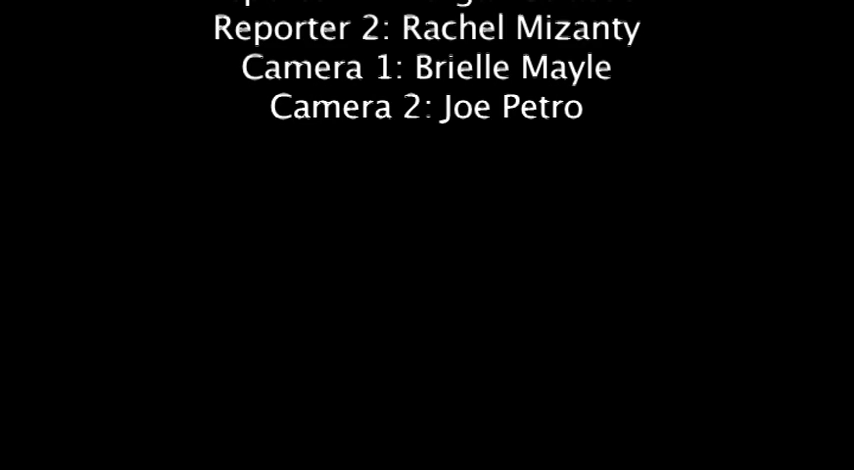 Reporter 2: Rachel Mizanty
Camera 1: Brielle Mayle
Camera 2: Joe Petro